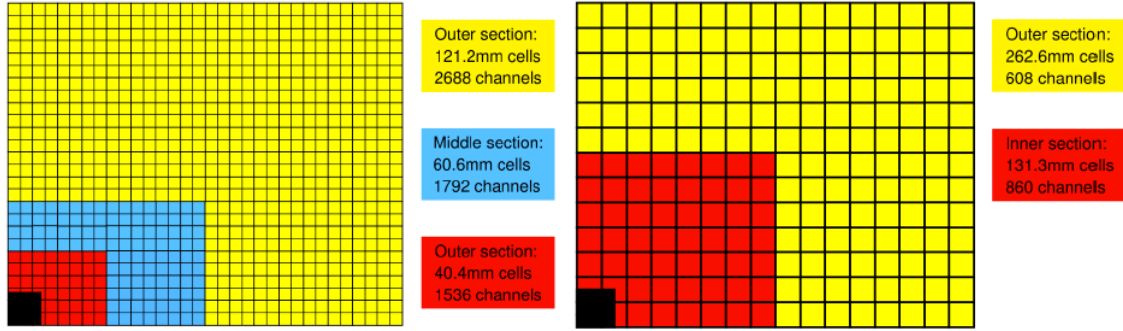 Outer section:
121.2mm cells
2688 channels
Middle section:
60.6mm cells
1792 channels
Outer section:
40.4mm cells
1536 channels
Outer section:
262.6mm cells
608 channels
Inner section:
131.3mm cells
860 channels